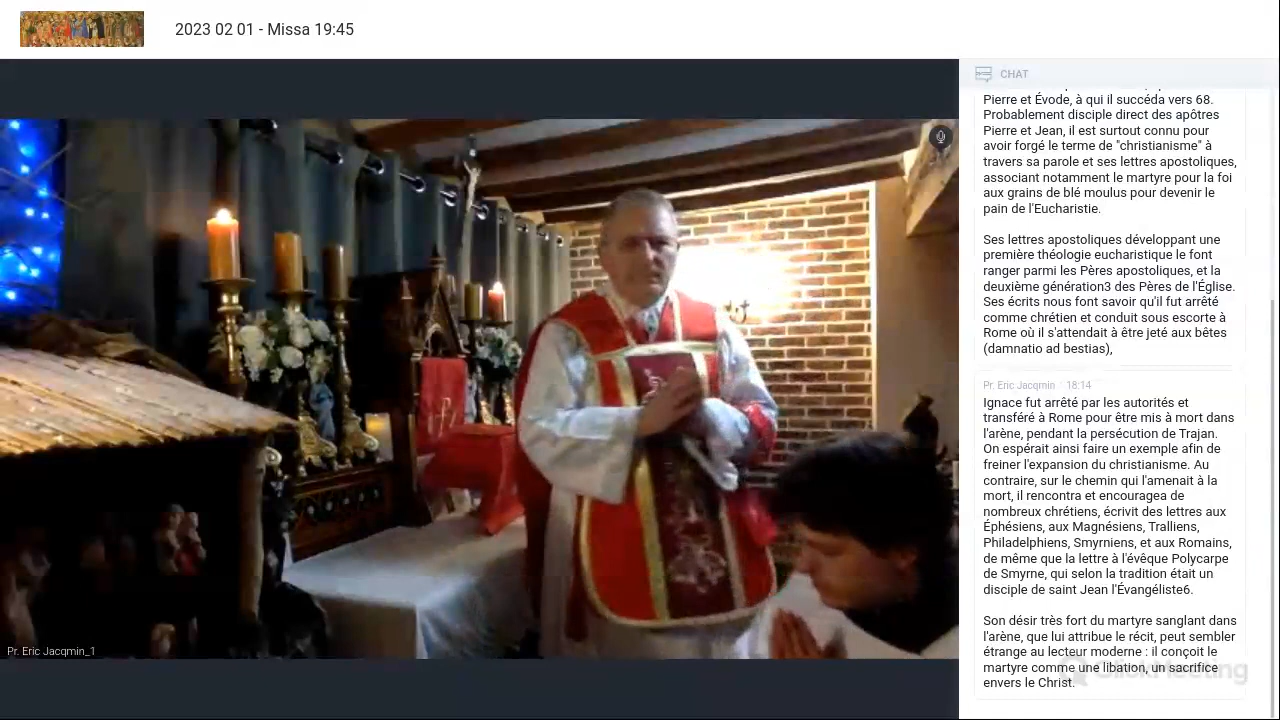 2023 02 01 - Missa 19:45
CHAT
Pierre et Évode, à qui il succéda vers 68.
Probablement disciple direct des apôtres
Pierre et Jean, il est surtout connu pour
avoir forgé le terme de "christianisme" à
travers sa parole et ses lettres apostoliques,
associant notamment le martyre pour la foi
aux grains de blé moulus pour devenir le
pain de l'Eucharistie.
Ses lettres apostoliques développant une
première théologie eucharistique le font
ranger parmi les Pères apostoliques, et la
deuxième génération3 des Pères de l'Église.
Ses écrits nous font savoir qu'il fut arrêté
comme chrétien et conduit sous escorte à
Rome où il s'attendait à être jeté aux bêtes
(damnatio ad bestias),
Pr. Eric Jacqmin 18:14
Ignace fut arrêté par les autorités et
transféré à Rome pour être mis à mort dans
l'arène, pendant la persécution de Trajan.
On espérait ainsi faire un exemple afin de
freiner l'expansion du christianisme. Au
contraire, sur le chemin qui l'amenait à la
mort, il rencontra et encouragea de
nombreux chrétiens, écrivit des lettres aux
Éphésiens, aux Magnésiens, Tralliens,
Philadelphiens, Smyrniens, et aux Romains,
de même que la lettre à l'évêque Polycarpe
de Smyrne, qui selon la tradition était un
disciple de saint Jean l'Évangéliste6.
Son désir très fort du martyre sanglant dans
l'arène, que lui attribue le récit, peut sembler
étrange au lecteur moderne : il conçoit le
martyre comme une libation, un sacrifice
envers le Christ.
ClickMeeting
Pr. Eric Jacqmin_1